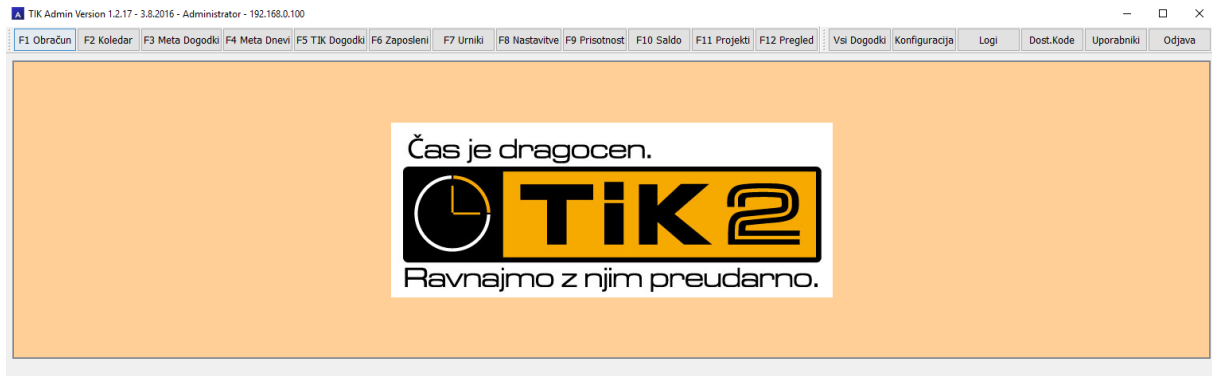 TIK Admin Version 1.2.17 - 3.8.2016 - Administrator - 192.168.0.100
F1 Obračun F2 Koledar F3 Meta Dogodki F4 Meta Dnevi F5 TIK Dogodki F6 Zaposleni F7 Urniki F8 Nastavitve F9 Prisotnost F10 Saldo F11 Projekti F12 Pregled Vsi Dogodki Konfiguracija Logi Dost.Kode Uporabniki Odjava
Čas je dragocen.
TiK 2
Ravnajmo z njim preudarno.